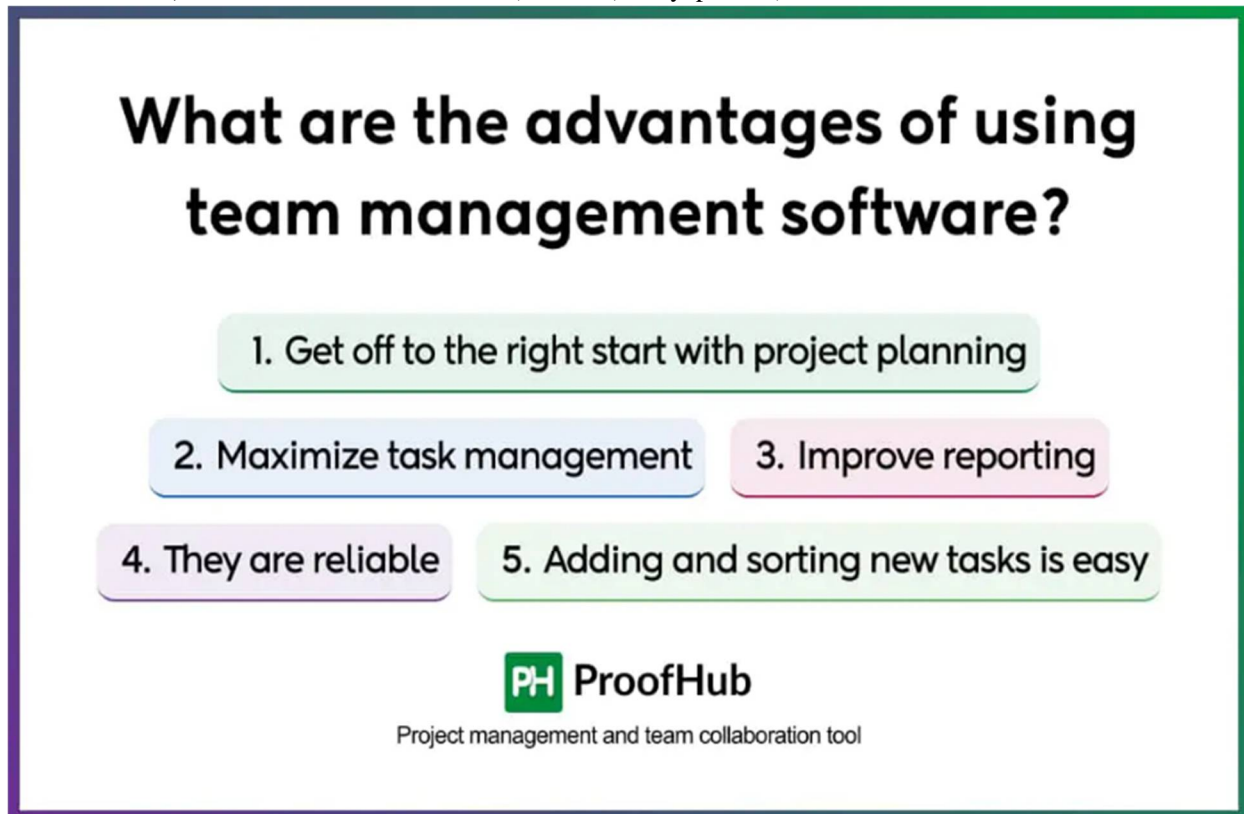 What are the advantages of using
team management software?
1. Get off to the right start with project planning
2. Maximize task management
3. Improve reporting
4. They are reliable
5. Adding and sorting new tasks is easy
PH ProofHub
Project management and team collaboration tool